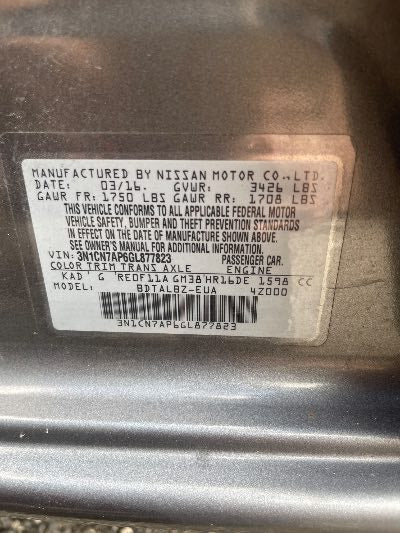 MANUFACTURED BY NISSAN MOTOR CO.,LTD.
DATE: 03/16. GVWR: 3426 LBS
GAWR FR: 1750 LBS GAWR RR: 1708 LBS
THIS VEHICLE CONFORMS TO ALL APPLICABLE FEDERAL MOTOR
VEHICLE SAFETY, BUMPER AND THEFT PREVENTION STANDARDS
IN EFFECT ON THE DATE OF MANUFACTURE SHOWN ABOVE.
SEE OWNER'S MANUAL FOR ADDITIONAL INFORMATION.
VIN: 3N1CN7AP6GL877823 PASSENGER CAR.
COLOR TRIM TRANS AXLE ENGINE
KAD G RE0F11A GM38 HR16DE 1598 CC
BDTALBZ-EUA 4Z000
3N1CN7AP6GL877823